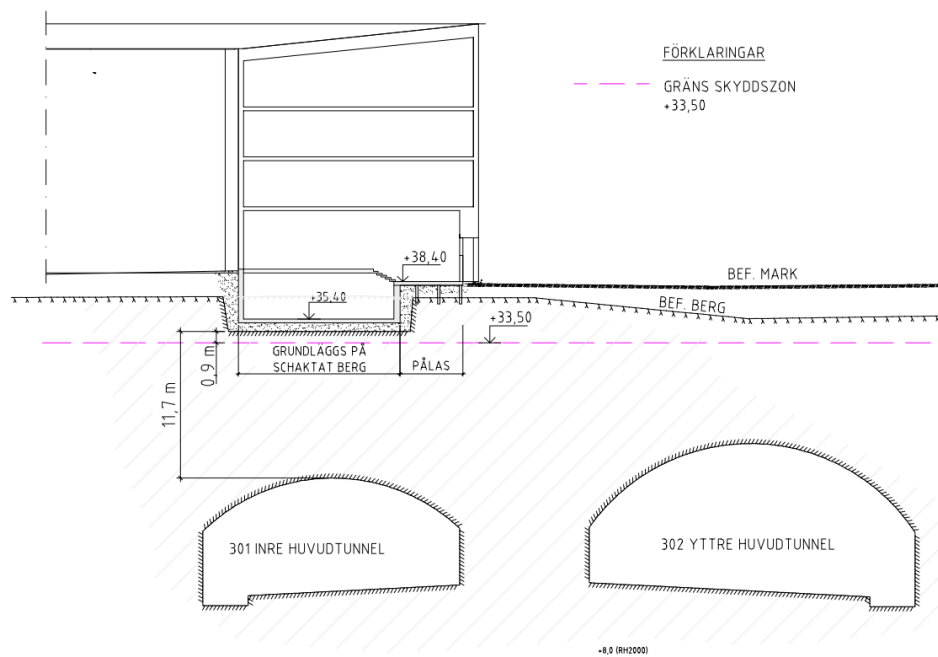 FÖRKLARINGAR
GRÄNS SKYDDSZON
+33,50
+38,40
BEF. MARK
+35,40
BEF. BERG
+33,50
GRUNDLÄGGS PÅ
SCHAKTAT BERG
PÅLAS
0,9 m
11,7 m
301 INRE HUVUDTUNNEL
302 YTTRE HUVUDTUNNEL
+8,0 (RH2000)